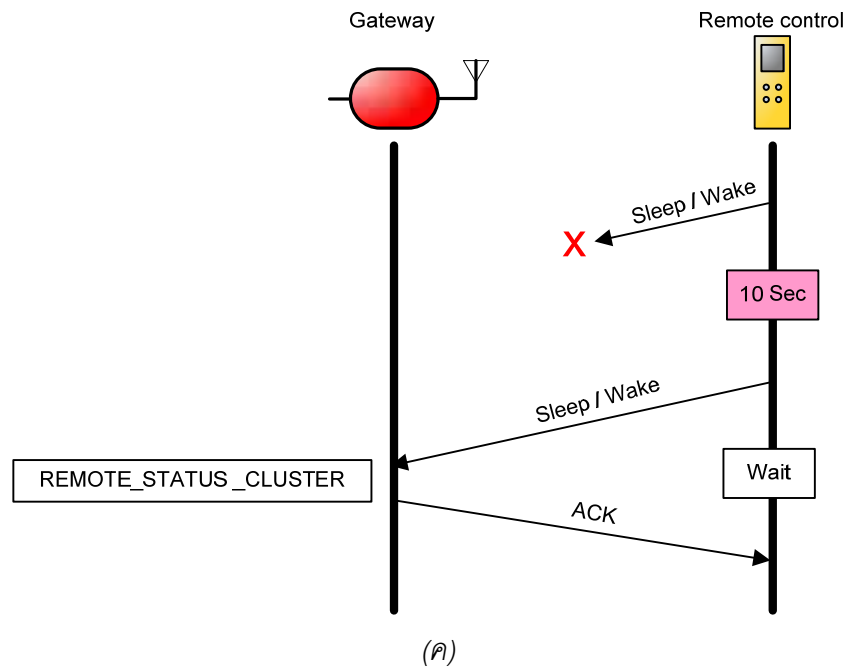 Gateway
Remote control
Sleep / Wake
X
10 Sec
Sleep / Wake
REMOTE_STATUS _CLUSTER
Wait
ACK
(ค)